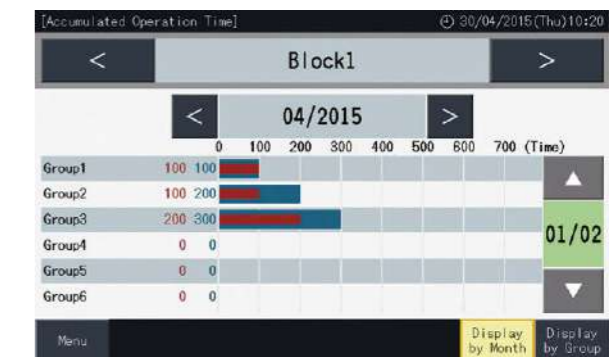 [Accumulated Operation Time] 30/04/2015(Thu)10:20
< Block1 >
< 04/2015 >
0 100 200 300 400 500 600 700 (Time)
Group1 100 100
Group2 100 200
Group3 200 300
Group4 0 0
Group5 0 0
Group6 0 0
01/02
Menu Display by Month Display by Group